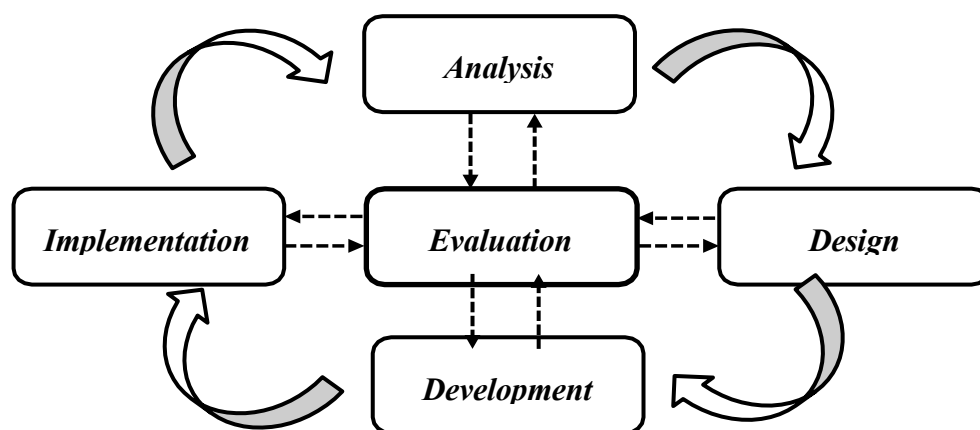 Analysis
Implementation
Evaluation
Design
Development